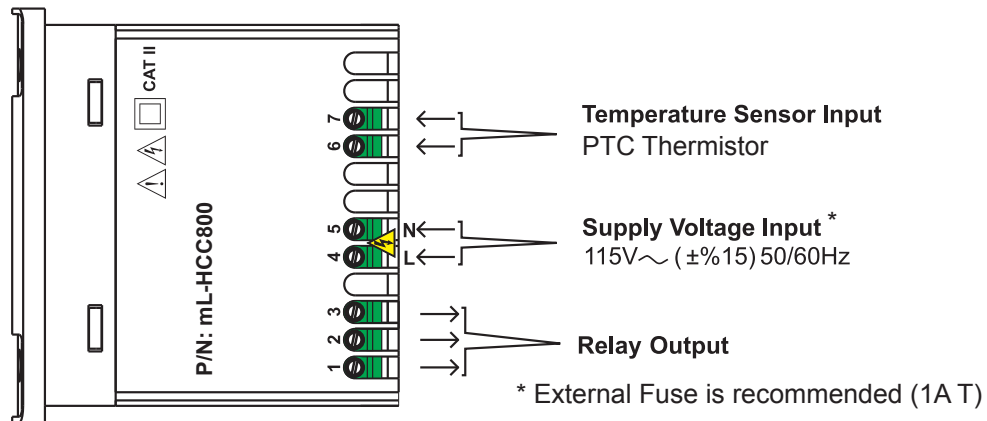 CAT II
P/N: mL-HCC800
7
6
5
4
3
2
1
N
L
Temperature Sensor Input
PTC Thermistor
Supply Voltage Input *
115V～ ( ±%15) 50/60Hz
Relay Output
* External Fuse is recommended (1A T)